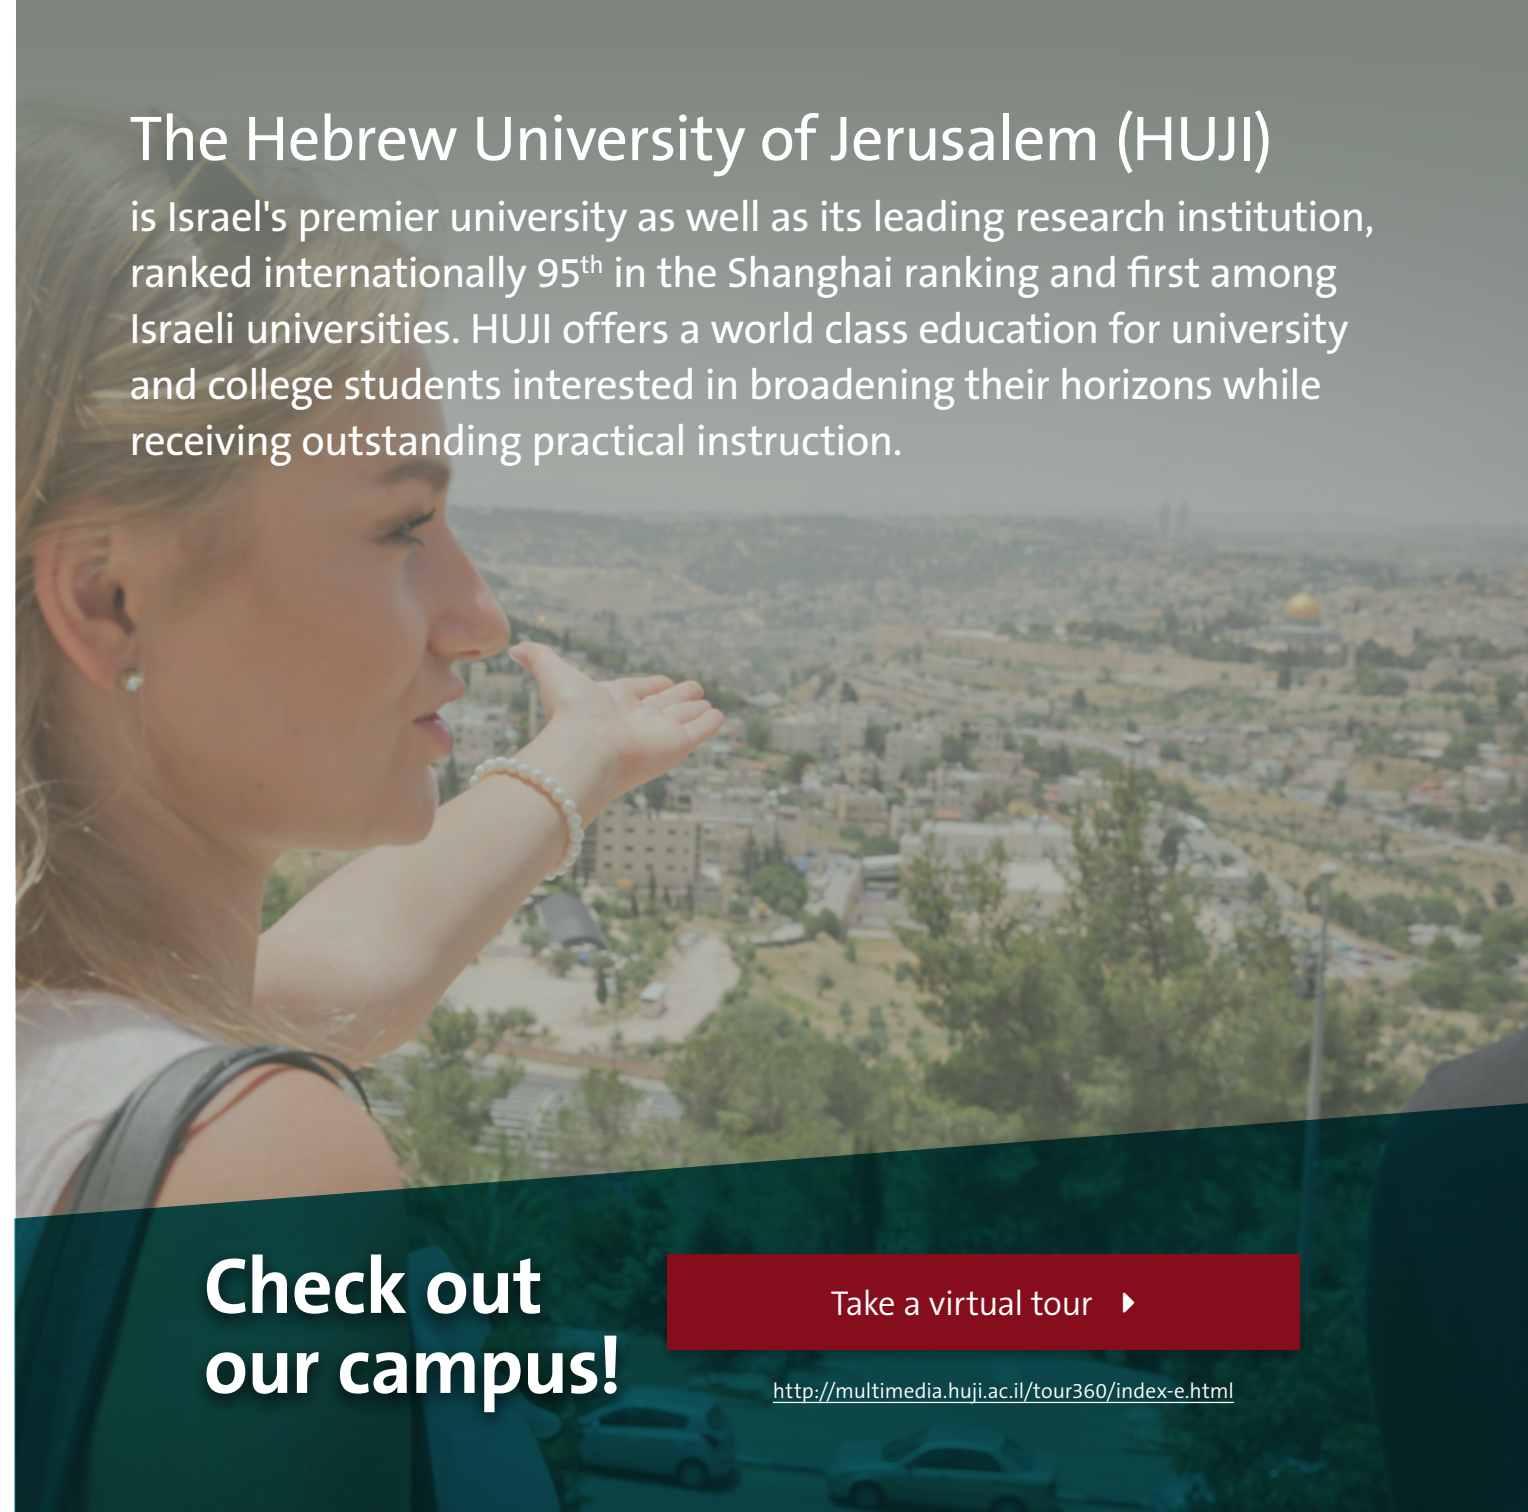 The Hebrew University of Jerusalem (HUJI)
is Israel's premier university as well as its leading research institution,
ranked internationally 95th in the Shanghai ranking and first among
Israeli universities. HUJI offers a world class education for university
and college students interested in broadening their horizons while
receiving outstanding practical instruction.
Check out
our campus!
Take a virtual tour
http://multimedia.huji.ac.il/tour360/index-e.html